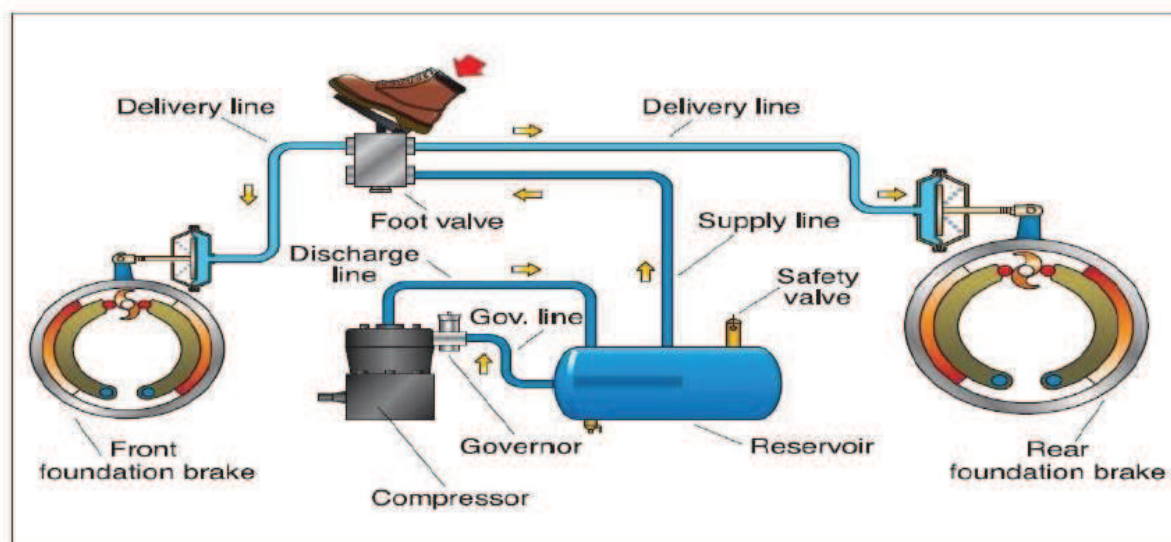 Delivery line
Delivery line
Foot valve
Supply line
Discharge
line
Safety
valve
Gov. line
Governor
Reservoir
Compressor
Front
foundation brake
Rear
foundation brake